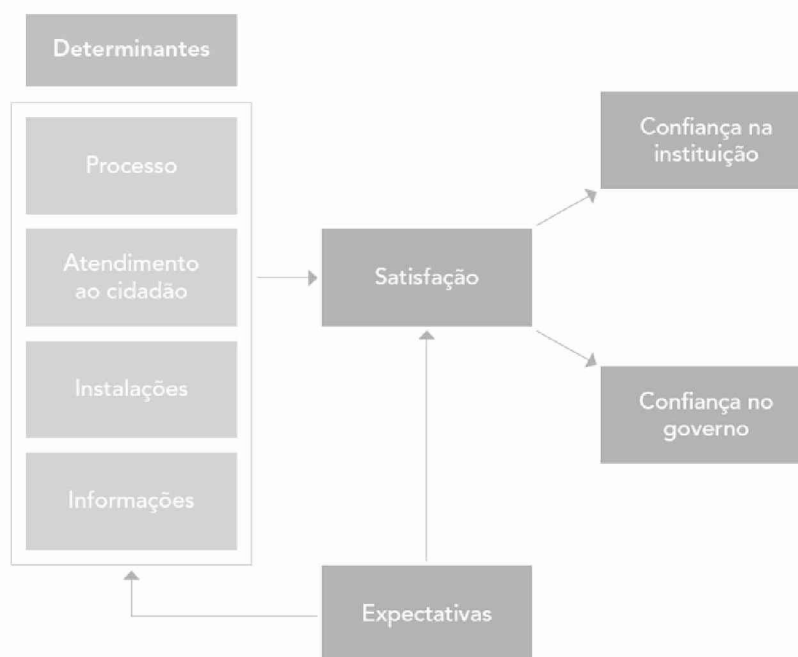 Determinantes
Processo
Atendimento
ao cidadão
Instalações
Informações
Satisfação
Expectativas
Confiança na
instituição
Confiança no
governo